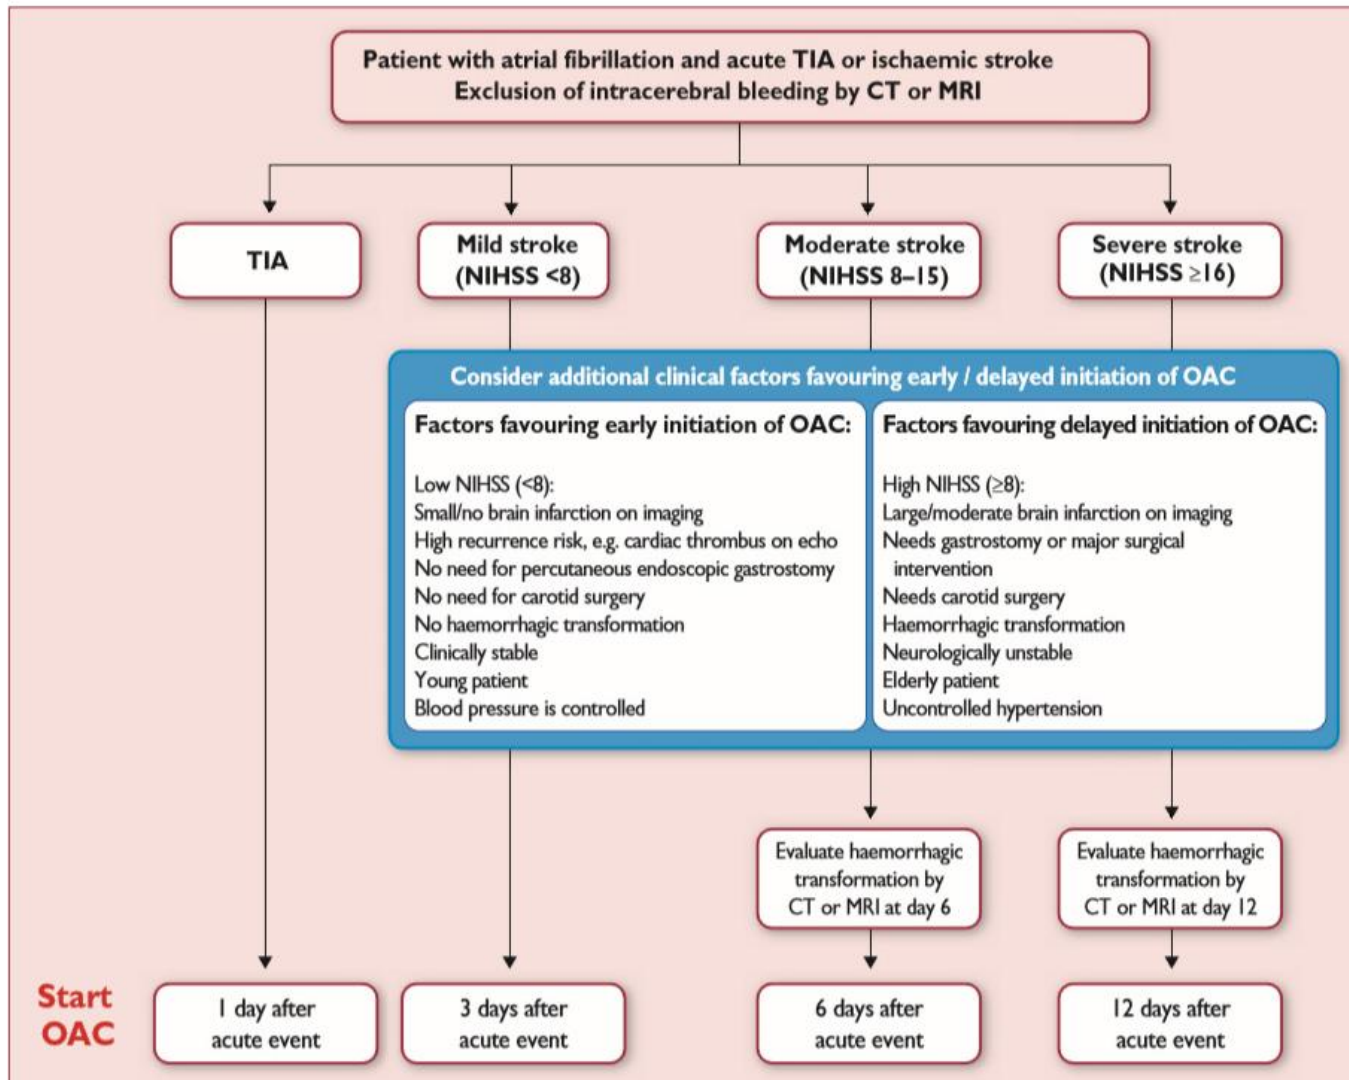 Patient with atrial fibrillation and acute TIA or ischaemic stroke
Exclusion of intracerebral bleeding by CT or MRI
TIA
Mild stroke
(NIHSS <8)
Moderate stroke
(NIHSS 8–15)
Severe stroke
(NIHSS ≥16)
Consider additional clinical factors favouring early / delayed initiation of OAC
Factors favouring early initiation of OAC:
Low NIHSS (<8):
Small/no brain infarction on imaging
High recurrence risk, e.g. cardiac thrombus on echo
No need for percutaneous endoscopic gastrostomy
No need for carotid surgery
No haemorrhagic transformation
Clinically stable
Young patient
Blood pressure is controlled
Factors favouring delayed initiation of OAC:
High NIHSS (≥8):
Large/moderate brain infarction on imaging
Needs gastrostomy or major surgical
intervention
Needs carotid surgery
Haemorrhagic transformation
Neurologically unstable
Elderly patient
Uncontrolled hypertension
Evaluate haemorrhagic
transformation by
CT or MRI at day 6
Evaluate haemorrhagic
transformation by
CT or MRI at day 12
Start
OAC
1 day after
acute event
3 days after
acute event
6 days after
acute event
12 days after
acute event